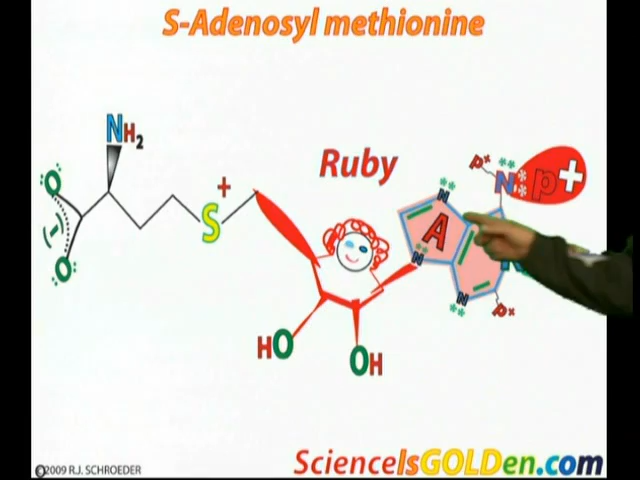 S-Adenosyl methionine
NH2
Ruby
O
(-)
O
S+
N
A
N
N
N
p+
p+
p+
N
HO
OH
©2009 R.J. SCHROEDER
ScienceIsGOLDen.com